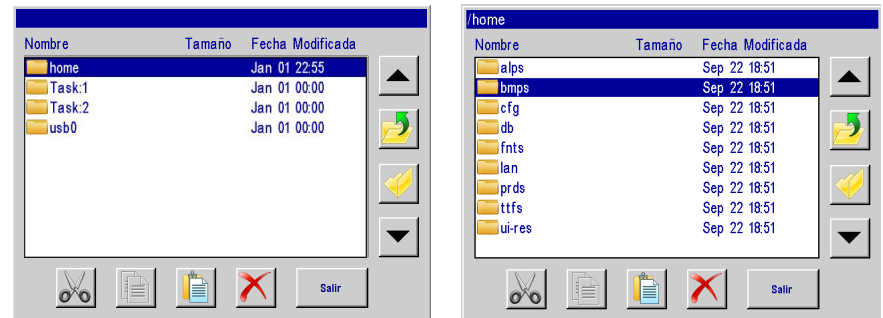 Nombre Tamaño Fecha Modificada
home Jan 01 22:55
Task:1 Jan 01 00:00
Task:2 Jan 01 00:00
usb0 Jan 01 00:00
Salir
/home
Nombre Tamaño Fecha Modificada
alps Sep 22 18:51
bmps Sep 22 18:51
cfg Sep 22 18:51
db Sep 22 18:51
fnts Sep 22 18:51
lan Sep 22 18:51
prds Sep 22 18:51
ttfs Sep 22 18:51
ui-res Sep 22 18:51
Salir